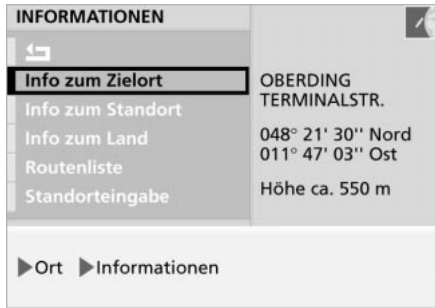 INFORMATIONEN
Info zum Zielort
Info zum Standort
Info zum Land
Routenliste
Standorteingabe
OBERDING
TERMINALSTR.
048° 21' 30'' Nord
011° 47' 03'' Ost
Höhe ca. 550 m
Ort Informationen